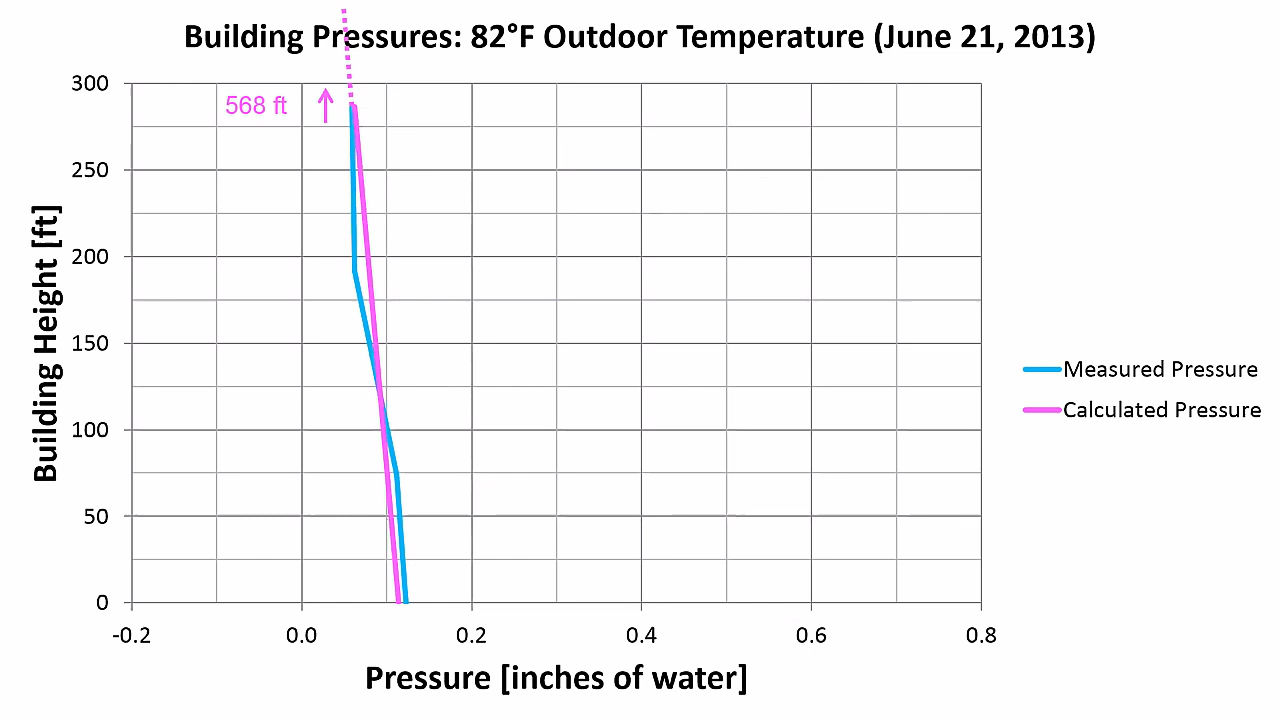 Building Pressures: 82°F Outdoor Temperature (June 21, 2013)
568 ft
300
250
200
150
100
50
0
Building Height [ft]
-0.2 0.0 0.2 0.4 0.6 0.8
Pressure [inches of water]
Measured Pressure
Calculated Pressure